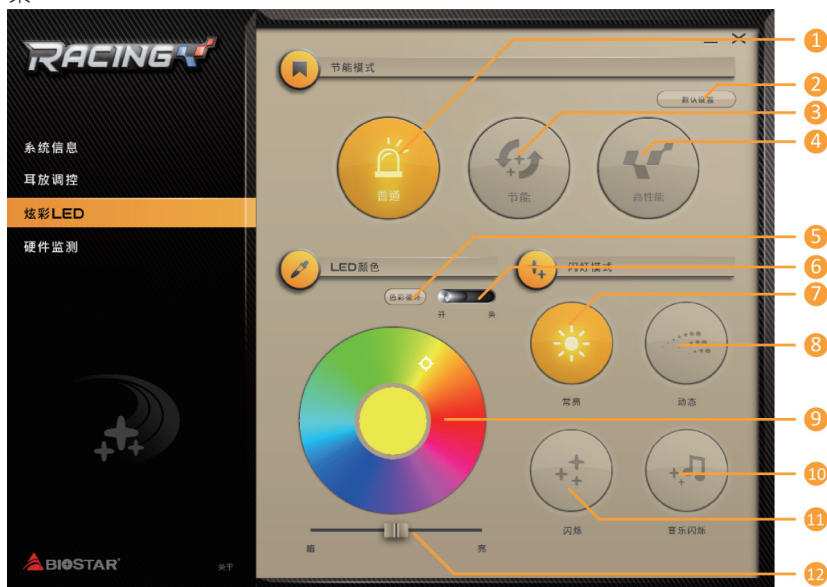 RACING
系统信息
耳放调控
炫彩LED
硬件监测
BIOSTAR
关于
节能模式
默认设置
普通
节能
高性能
LED颜色
色彩循环
开 关
暗 亮
闪灯模式
常亮
动态
闪烁
音乐闪烁
1
2
3
4
5
6
7
8
9
10
11
12